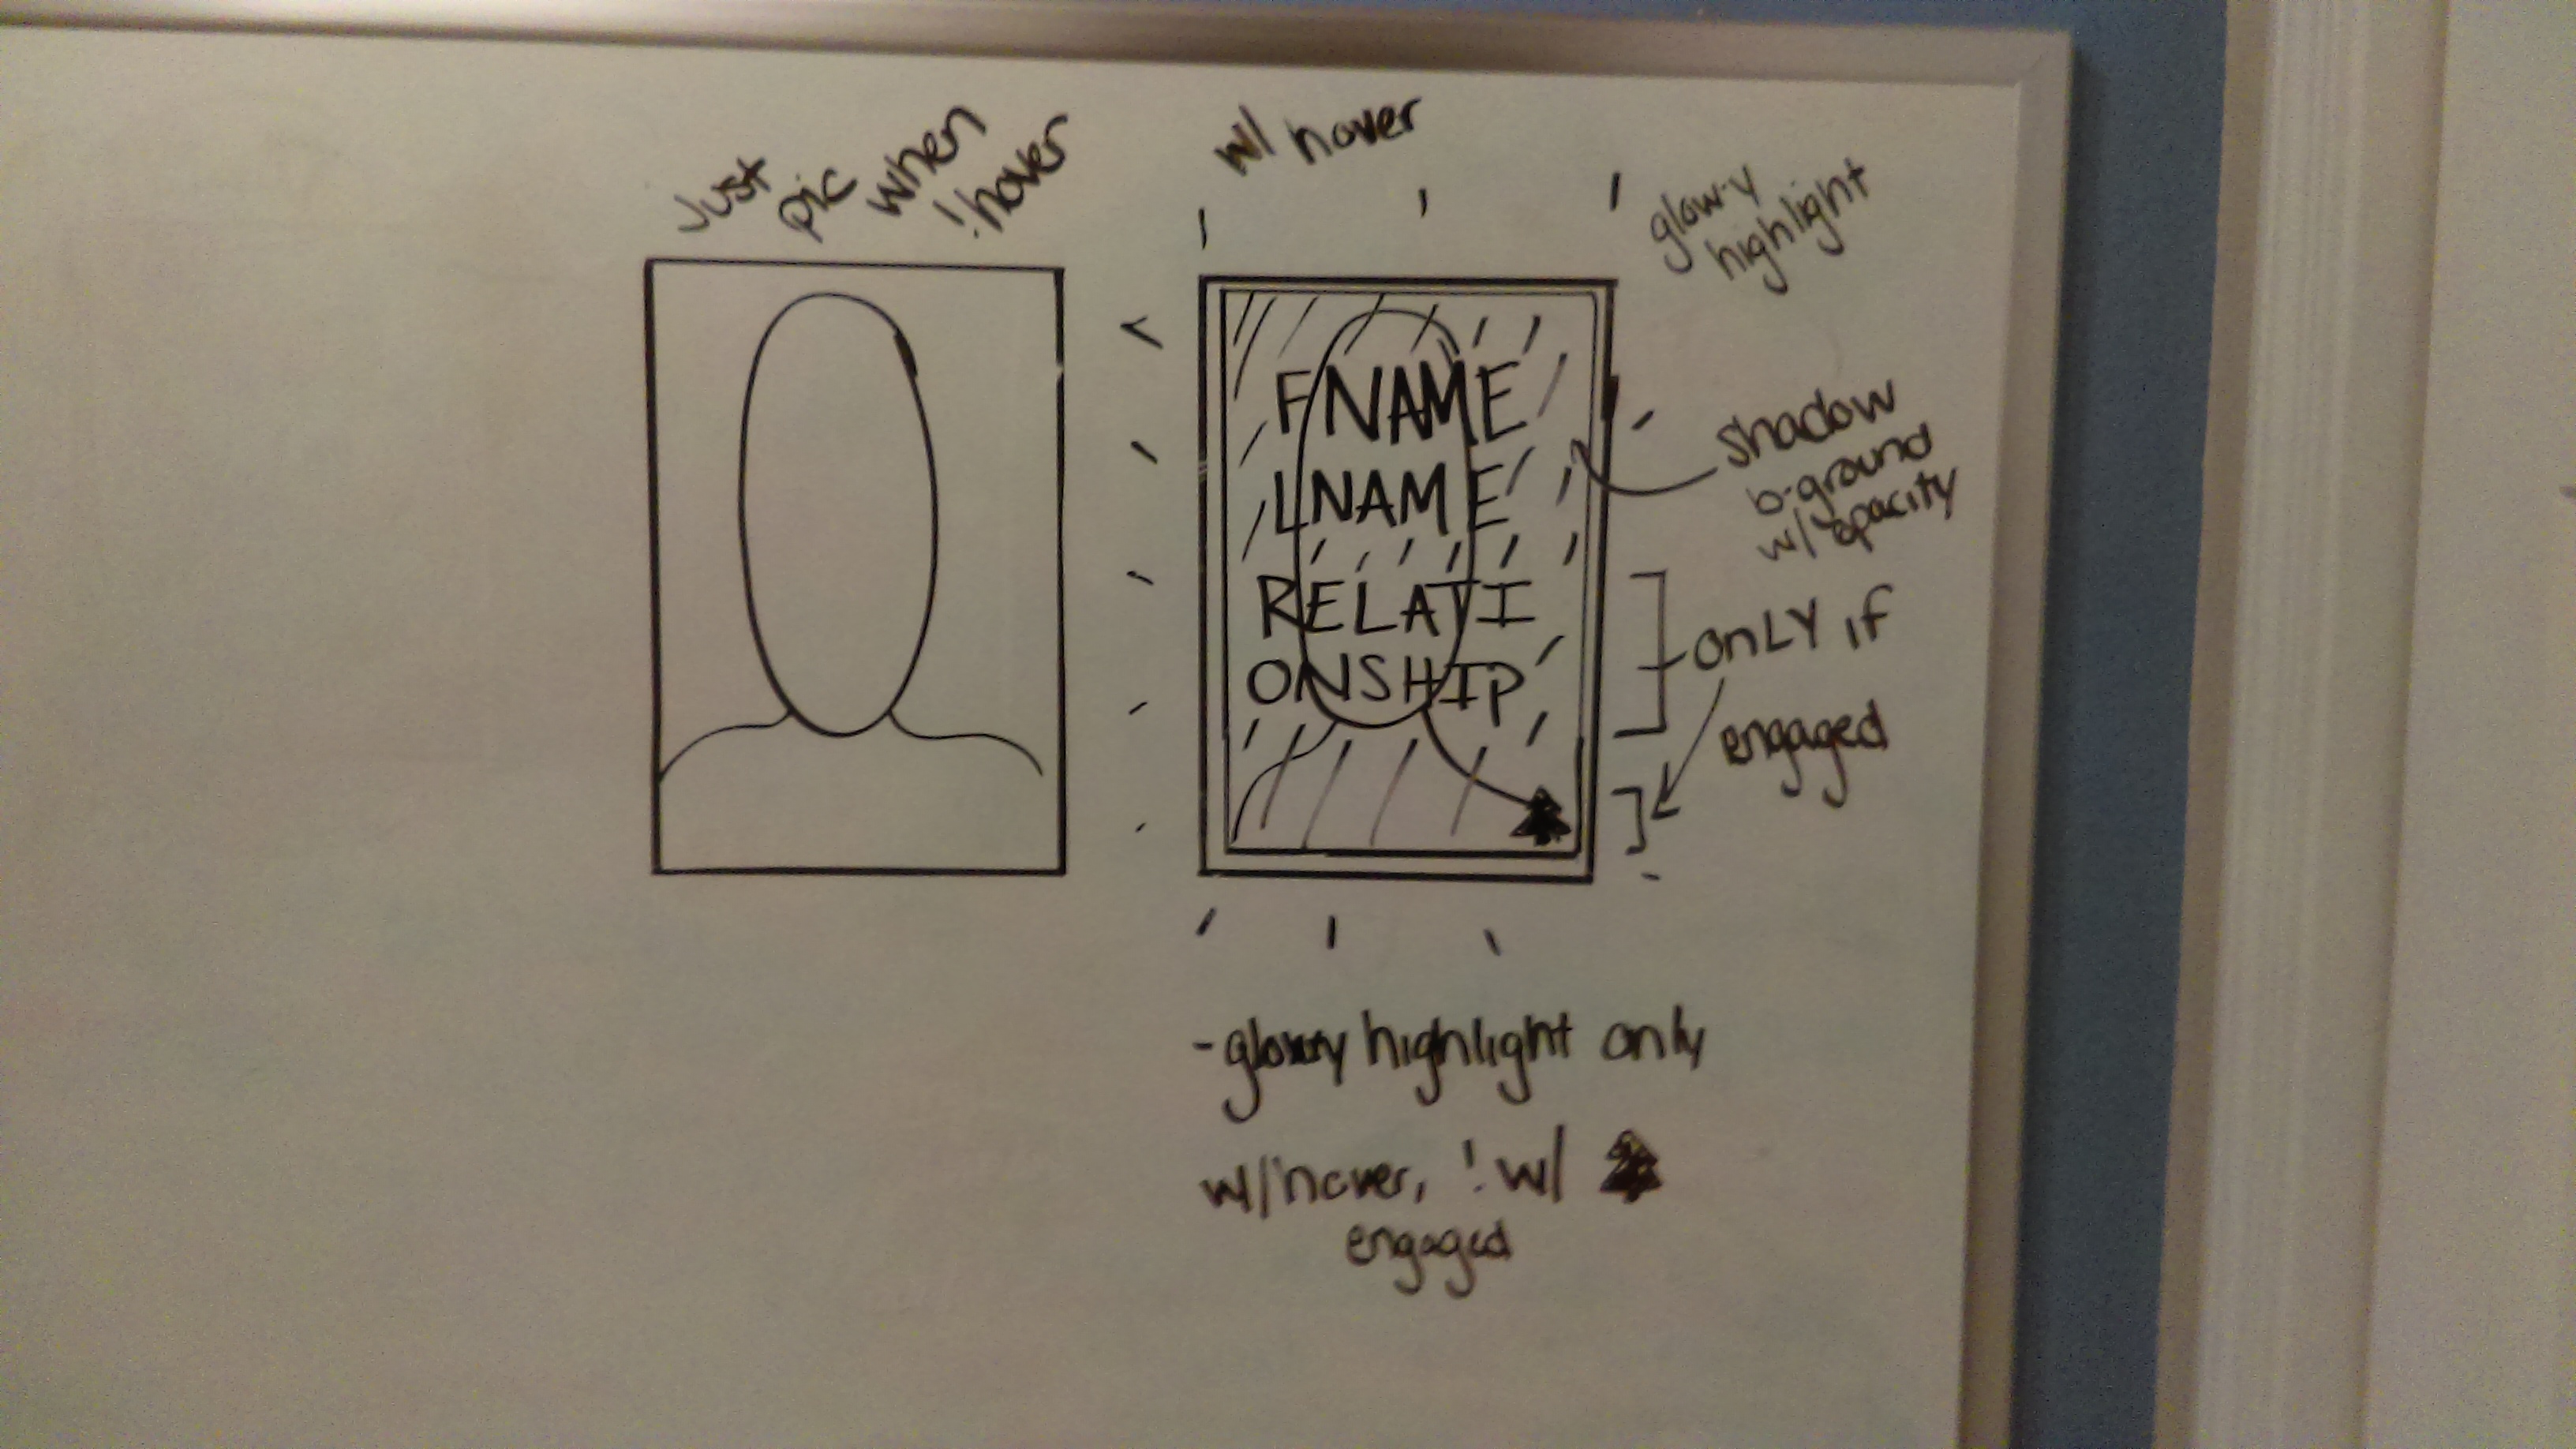 Just
pic
when
!hover
w/ hover
glow-y
highlight
FNAME
LNAME
RELATI
ONSHIP
shadow
b-ground
w/ opacity
ONLY if
engaged
- glowy highlight only
w/ hover, ! w/
engaged